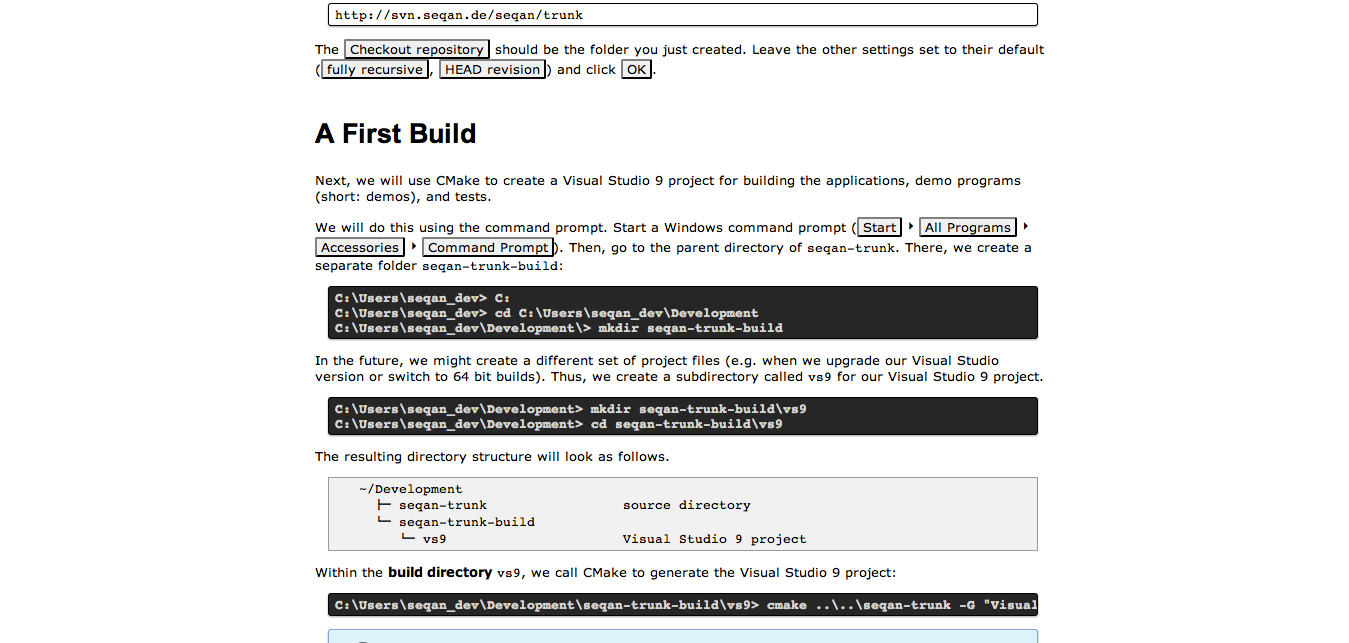 http://svn.seqan.de/seqan/trunk
The Checkout repository should be the folder you just created. Leave the other settings set to their default
(fully recursive, HEAD revision) and click OK.
A First Build
Next, we will use CMake to create a Visual Studio 9 project for building the applications, demo programs
(short: demos), and tests.
We will do this using the command prompt. Start a Windows command prompt (Start ‣ All Programs ‣
Accessories ‣ Command Prompt). Then, go to the parent directory of seqan-trunk. There, we create a
separate folder seqan-trunk-build:
C:\Users\seqan_dev> C:
C:\Users\seqan_dev> cd C:\Users\seqan_dev\Development
C:\Users\seqan_dev\Development\> mkdir seqan-trunk-build
In the future, we might create a different set of project files (e.g. when we upgrade our Visual Studio
version or switch to 64 bit builds). Thus, we create a subdirectory called vs9 for our Visual Studio 9 project.
C:\Users\seqan_dev\Development> mkdir seqan-trunk-build\vs9
C:\Users\seqan_dev\Development> cd seqan-trunk-build\vs9
The resulting directory structure will look as follows.
~/Development
├─ seqan-trunk source directory
└─ seqan-trunk-build
└─ vs9 Visual Studio 9 project
Within the build directory vs9, we call CMake to generate the Visual Studio 9 project:
C:\Users\seqan_dev\Development\seqan-trunk-build\vs9> cmake ..\..\seqan-trunk -G "Visual